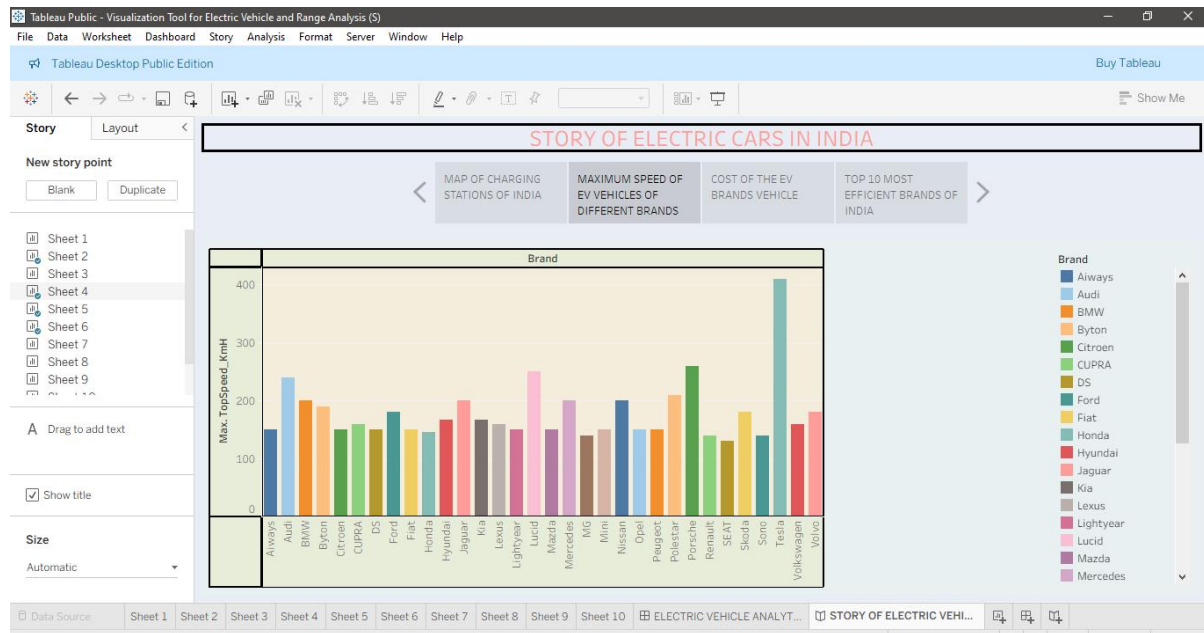 Tableau Public - Visualization Tool for Electric Vehicle and Range Analysis (S)
File Data Worksheet Dashboard Story Analysis Format Server Window Help
Tableau Desktop Public Edition
Buy Tableau
Show Me
Story Layout
New story point
Blank Duplicate
Sheet 1
Sheet 2
Sheet 3
Sheet 4
Sheet 5
Sheet 6
Sheet 7
Sheet 8
Sheet 9
A Drag to add text
Show title
Size
Automatic
STORY OF ELECTRIC CARS IN INDIA
MAP OF CHARGING
STATIONS OF INDIA
MAXIMUM SPEED OF
EV VEHICLES OF
DIFFERENT BRANDS
COST OF THE EV
BRANDS VEHICLE
TOP 10 MOST
EFFICIENT BRANDS OF
INDIA
Brand
Max. TopSpeed_KmH
400
300
200
100
0
Aiways
Audi
BMW
Byton
Citroen
CUPRA
DS
Ford
Fiat
Honda
Hyundai
Jaguar
Kia
Lexus
Lightyear
Lucid
Mazda
Mercedes
MG
Mini
Nissan
Opel
Peugeot
Polestar
Porsche
Renault
SEAT
Skoda
Sono
Tesla
Volkswagen
Volvo
Brand
Aiways
Audi
BMW
Byton
Citroen
CUPRA
DS
Ford
Fiat
Honda
Hyundai
Jaguar
Kia
Lexus
Lightyear
Lucid
Mazda
Mercedes
Data Source Sheet 1 Sheet 2 Sheet 3 Sheet 4 Sheet 5 Sheet 6 Sheet 7 Sheet 8 Sheet 9 Sheet 10 ELECTRIC VEHICLE ANALYT... STORY OF ELECTRIC VEHI...